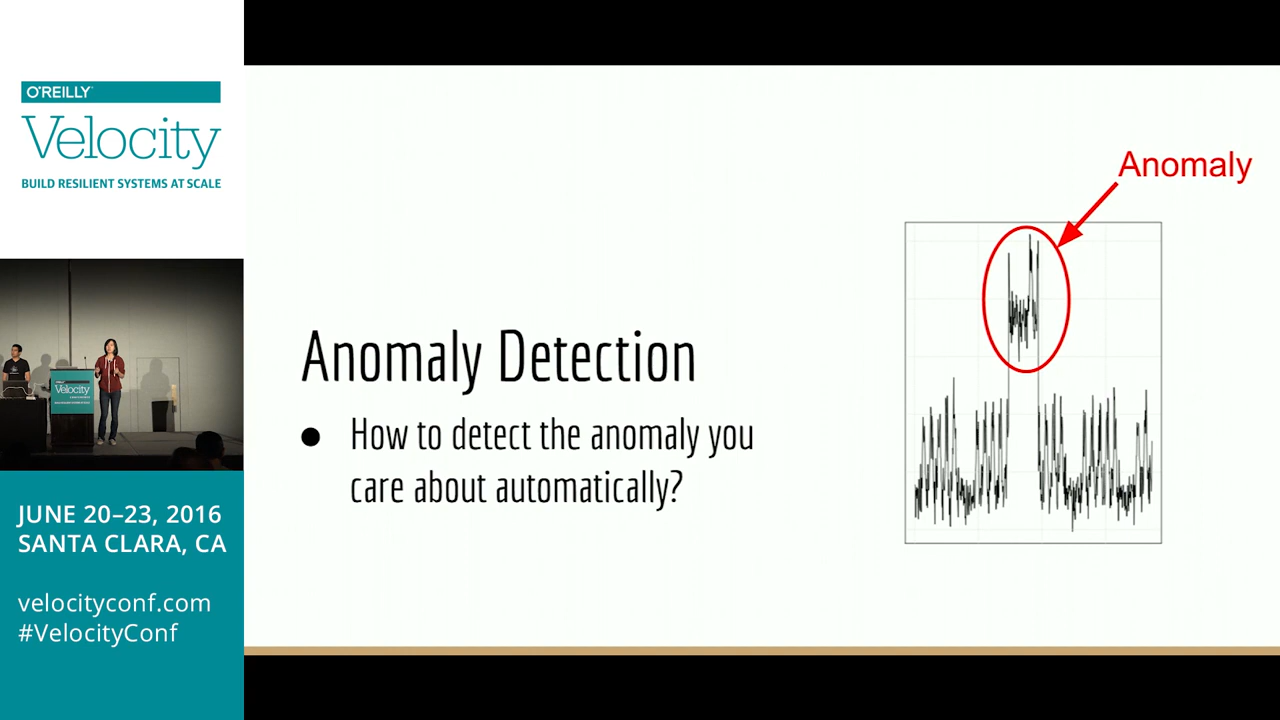 O'REILLY
Velocity
BUILD RESILIENT SYSTEMS AT SCALE
Velocity
JUNE 20–23, 2016
SANTA CLARA, CA
velocityconf.com
#VelocityConf
Anomaly
Anomaly Detection
● How to detect the anomaly you
care about automatically?